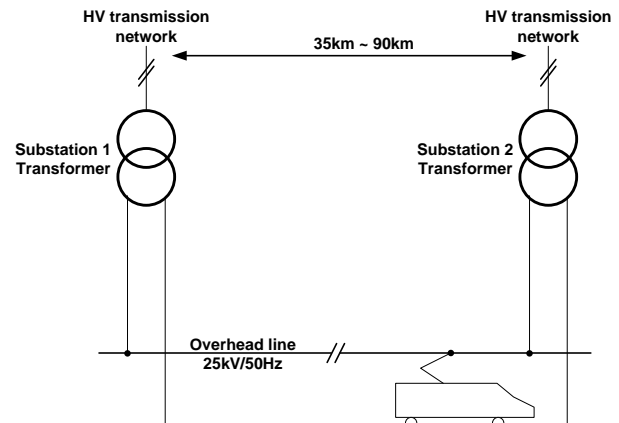 HV transmission
network
HV transmission
network
35km ~ 90km
Substation 1
Transformer
Substation 2
Transformer
Overhead line
25kV/50Hz